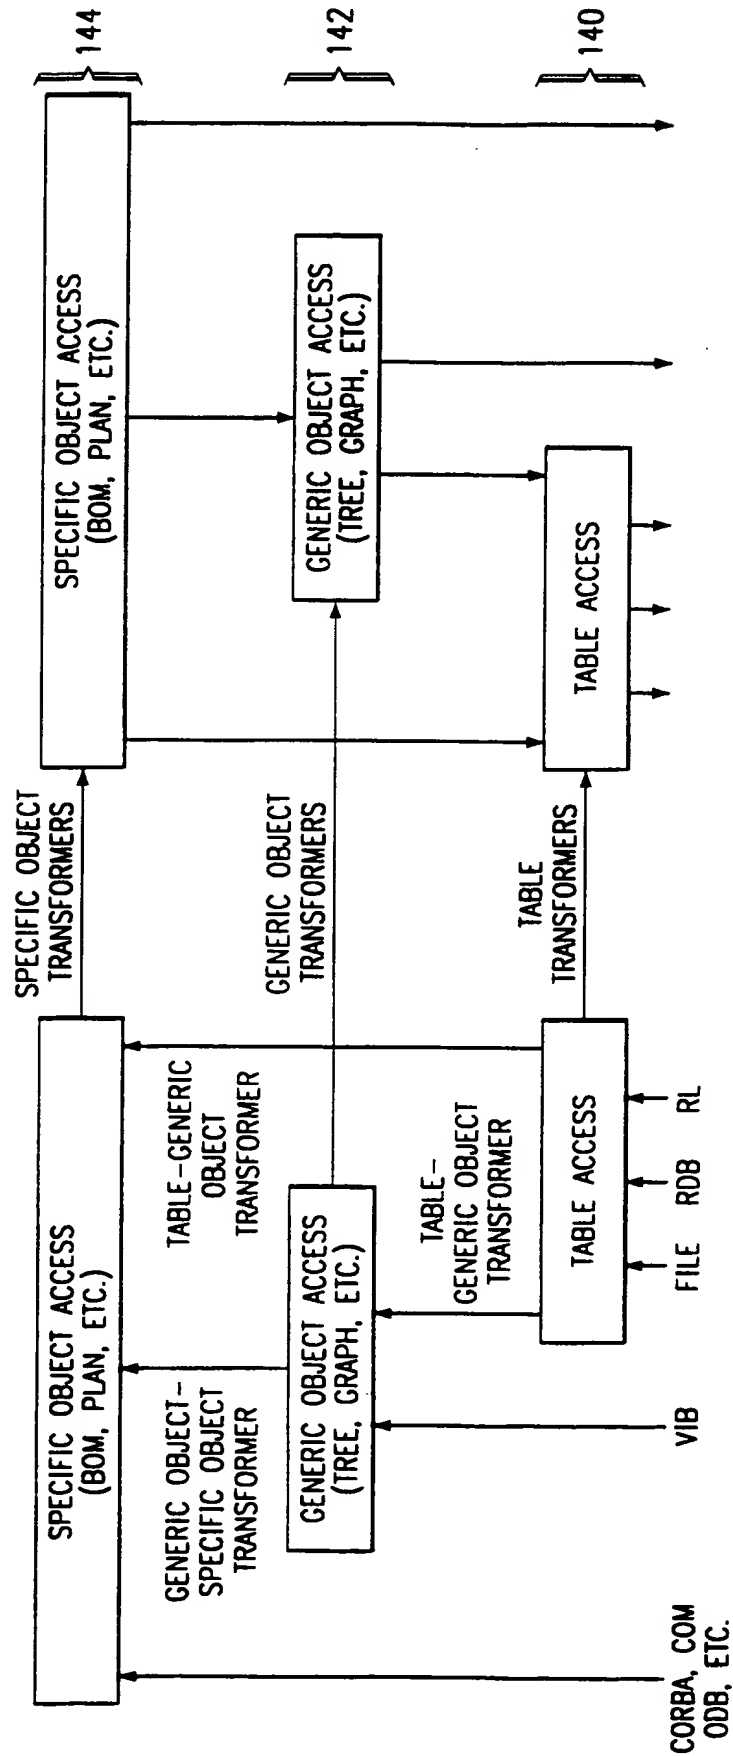 SPECIFIC OBJECT ACCESS
(BOM, PLAN, ETC.)
SPECIFIC OBJECT
TRANSFORMERS
SPECIFIC OBJECT ACCESS
(BOM, PLAN, ETC.)
144
GENERIC OBJECT-
SPECIFIC OBJECT
TRANSFORMER
TABLE-GENERIC
OBJECT
TRANSFORMER
GENERIC OBJECT ACCESS
(TREE, GRAPH, ETC.)
GENERIC OBJECT
TRANSFORMERS
GENERIC OBJECT ACCESS
(TREE, GRAPH, ETC.)
142
TABLE-
GENERIC OBJECT
TRANSFORMER
TABLE ACCESS
TABLE
TRANSFORMERS
TABLE ACCESS
140
CORBA, COM
ODB, ETC.
VIB
FILE
RDB
RL